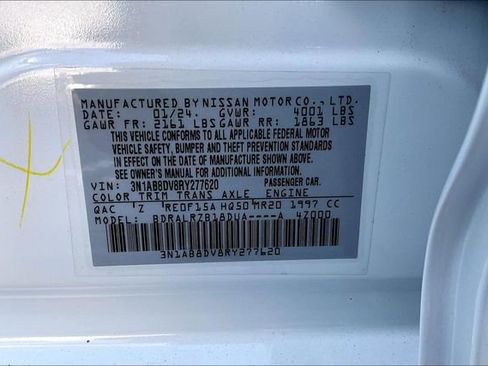 MANUFACTURED BY NISSAN MOTOR CO., LTD.
DATE: 01/24. GVWR: 4001 LBS
GAWR FR: 2161 LBS GAWR RR: 1863 LBS
THIS VEHICLE CONFORMS TO ALL APPLICABLE FEDERAL MOTOR
VEHICLE SAFETY, BUMPER, AND THEFT PREVENTION STANDARDS
IN EFFECT ON THE DATE OF MANUFACTURE SHOWN ABOVE.
SEE OWNER'S MANUAL FOR ADDITIONAL INFORMATION.
VIN: 3N1AB8DV8RY277620 PASSENGER CAR.
COLOR TRIM TRANS AXLE ENGINE
QAC Z RE0F15A HQ50 MR20 1997 CC
MODEL: BDRALRZB18DUA----A 4Z000
3N1AB8DV8RY277620